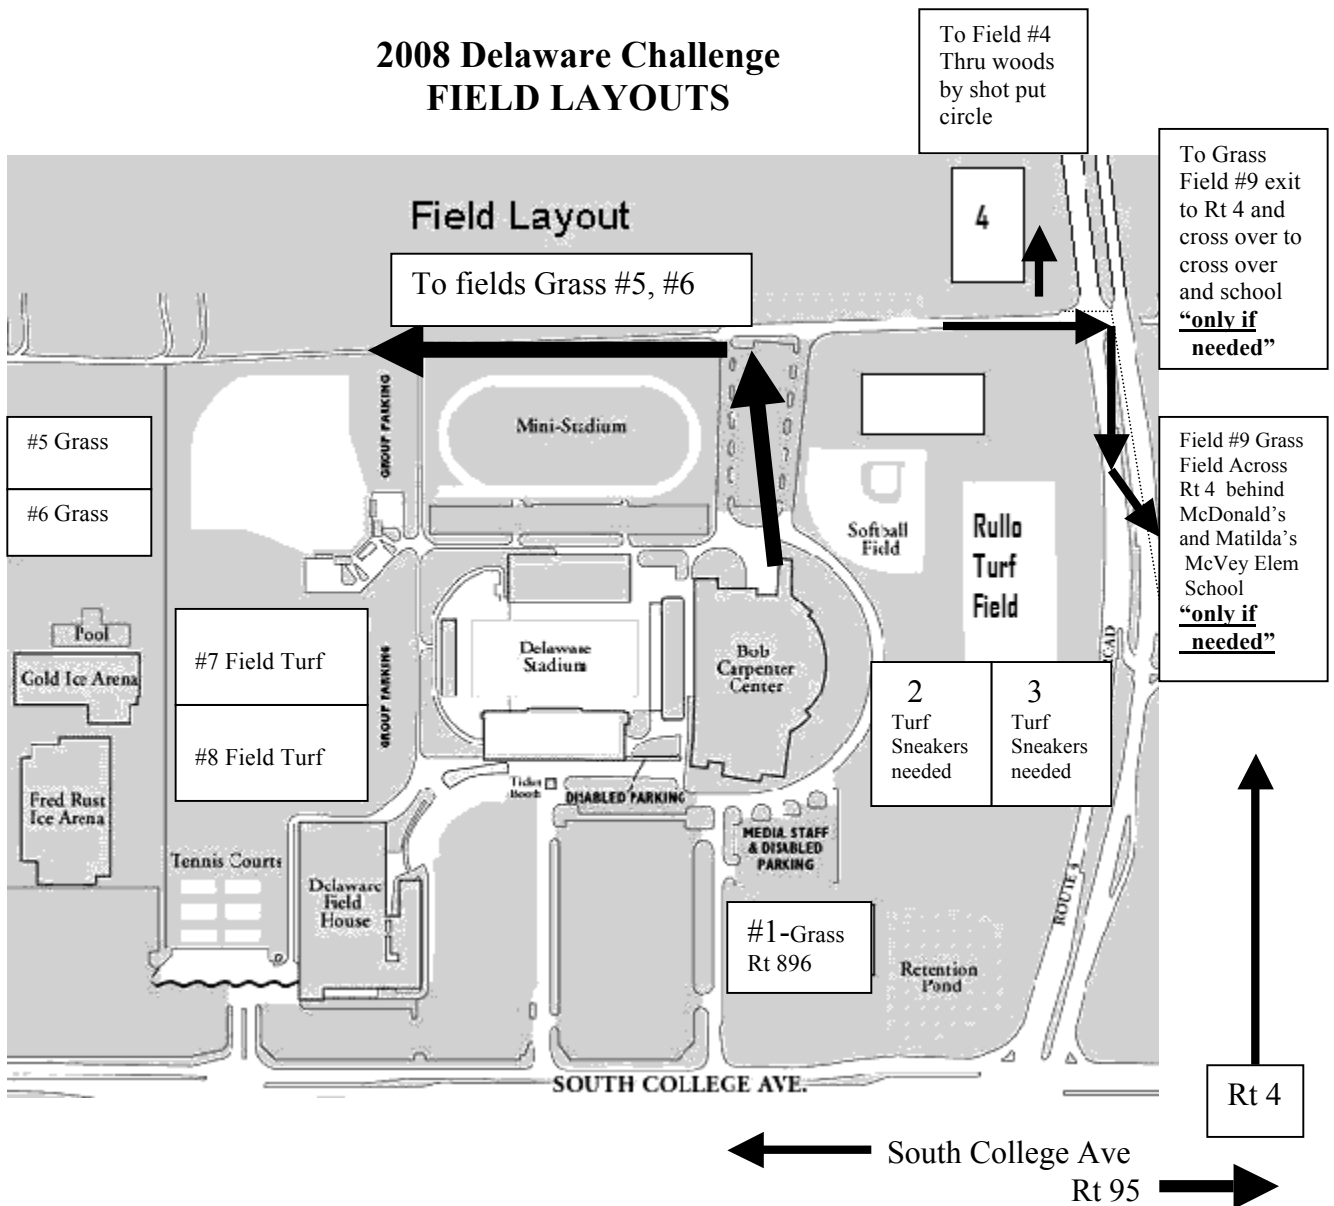 2008 Delaware Challenge
FIELD LAYOUTS
To Field #4
Thru woods
by shot put
circle
To Grass
Field #9 exit
to Rt 4 and
cross over to
cross over
and school
“only if
needed”
Field Layout
4
To fields Grass #5, #6
GROUP PARKING
Mini-Stadium
#5 Grass
#6 Grass
Field #9 Grass
Field Across
Rt 4 behind
McDonald’s
and Matilda’s
McVey Elem
School
“only if
needed”
Softball
Field
Rullo
Turf
Field
Pool
Gold Ice Arena
#7 Field Turf
#8 Field Turf
GROUP PARKING
Delaware
Stadium
Bob
Carpenter
Center
2
Turf
Sneakers
needed
3
Turf
Sneakers
needed
Fred Rust
Ice Arena
Ticket
Booth
DISABLED PARKING
MEDIA STAFF
& DISABLED
PARKING
Tennis Courts
Delaware
Field
House
#1-Grass
Rt 896
Retention
Pond
ROUTE
SOUTH COLLEGE AVE.
Rt 4
South College Ave
Rt 95